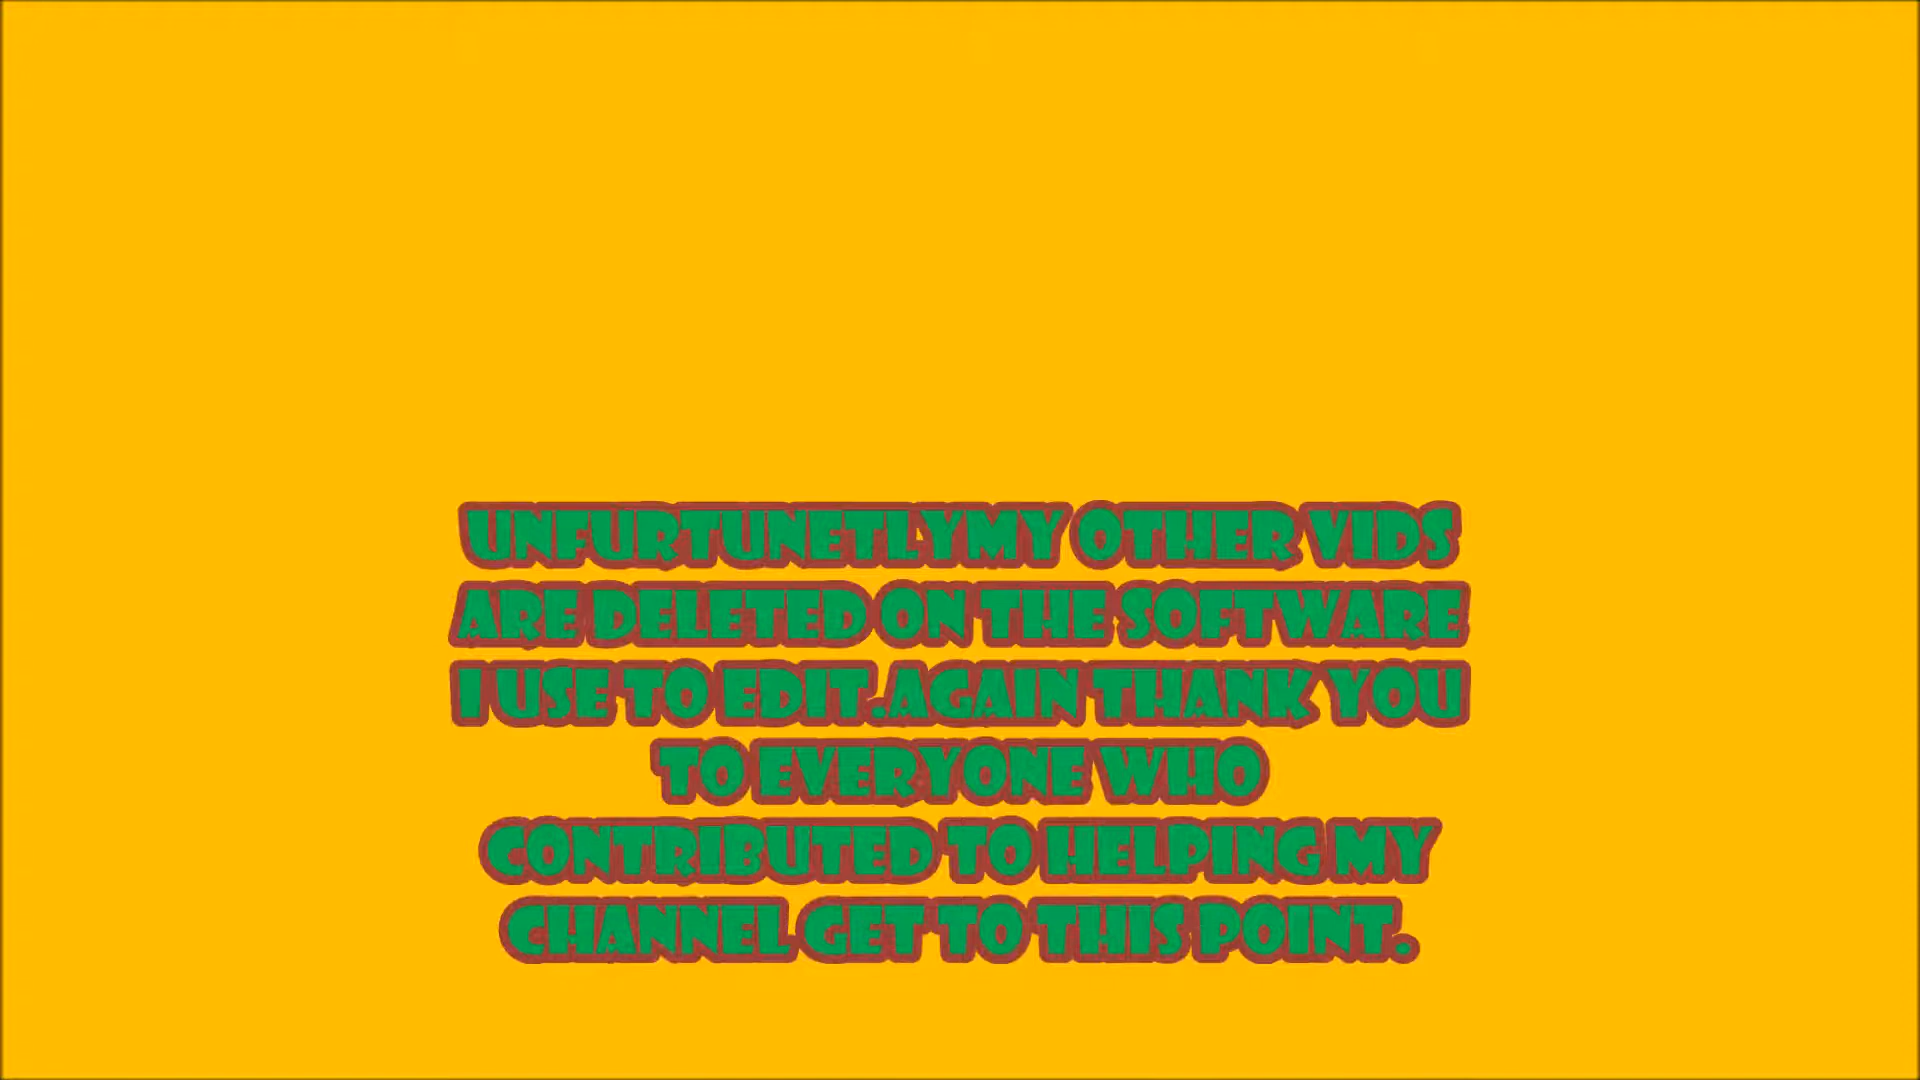 UNFURTUNETLYMY OTHER VIDS
ARE DELETED ON THE SOFTWARE
I USE TO EDIT.AGAIN THANK YOU
TO EVERYONE WHO
CONTRIBUTED TO HELPING MY
CHANNEL GET TO THIS POINT.